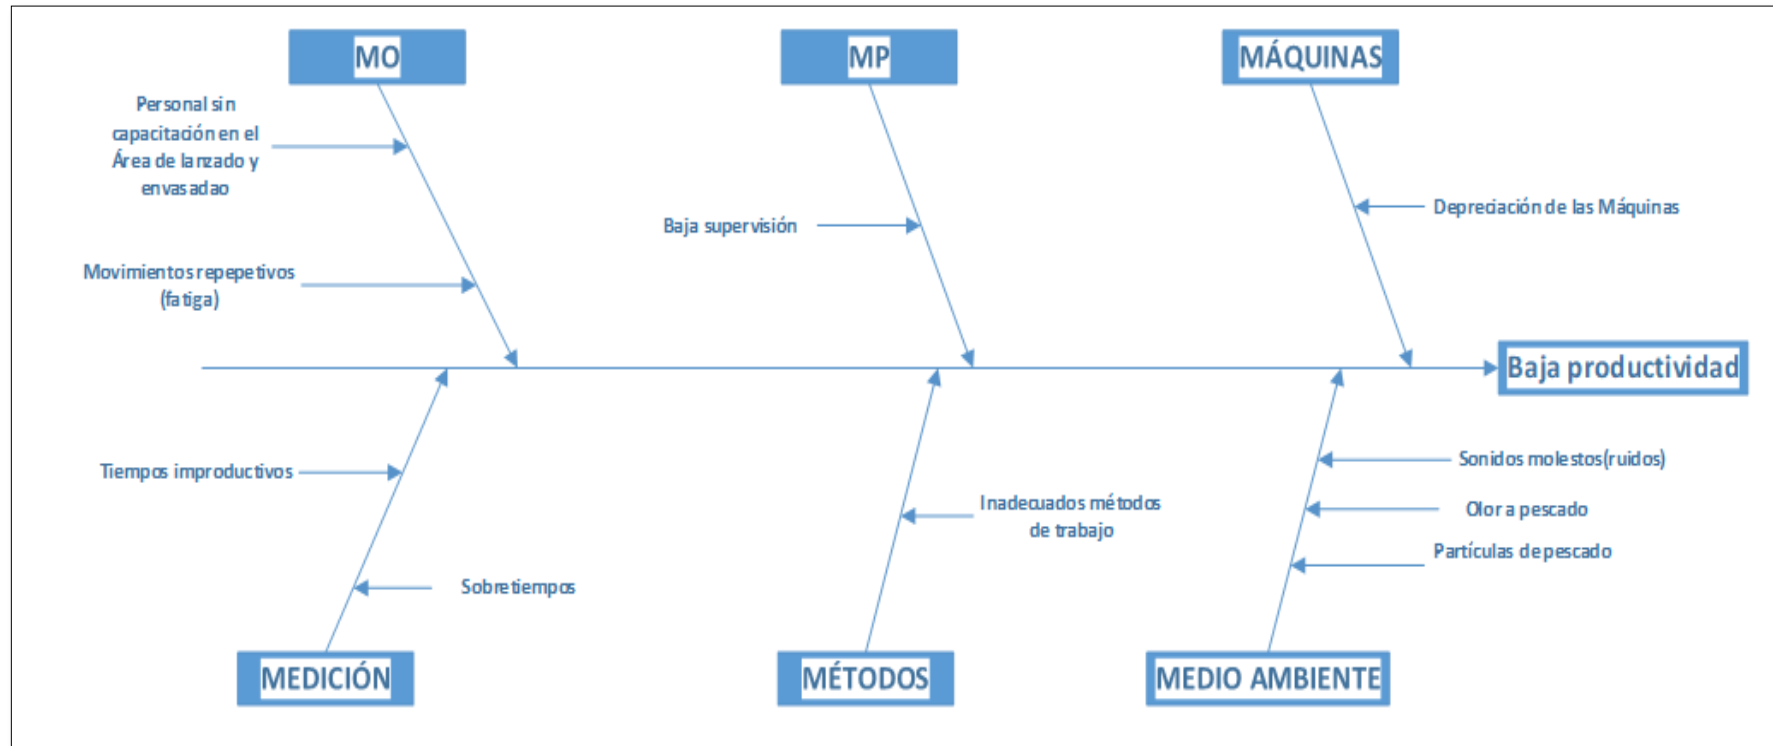 MO
MP
MÁQUINAS
Personal sin
capacitación en el
Área de lanzado y
envasadao
Baja supervisión
Depreciación de las Máquinas
Movimientos repepetivos
(fatiga)
Baja productividad
Tiempos improductivos
Sobretiempos
Inadecuados métodos
de trabajo
Sonidos molestos(ruidos)
Olor a pescado
Partículas de pescado
MEDICIÓN
MÉTODOS
MEDIO AMBIENTE